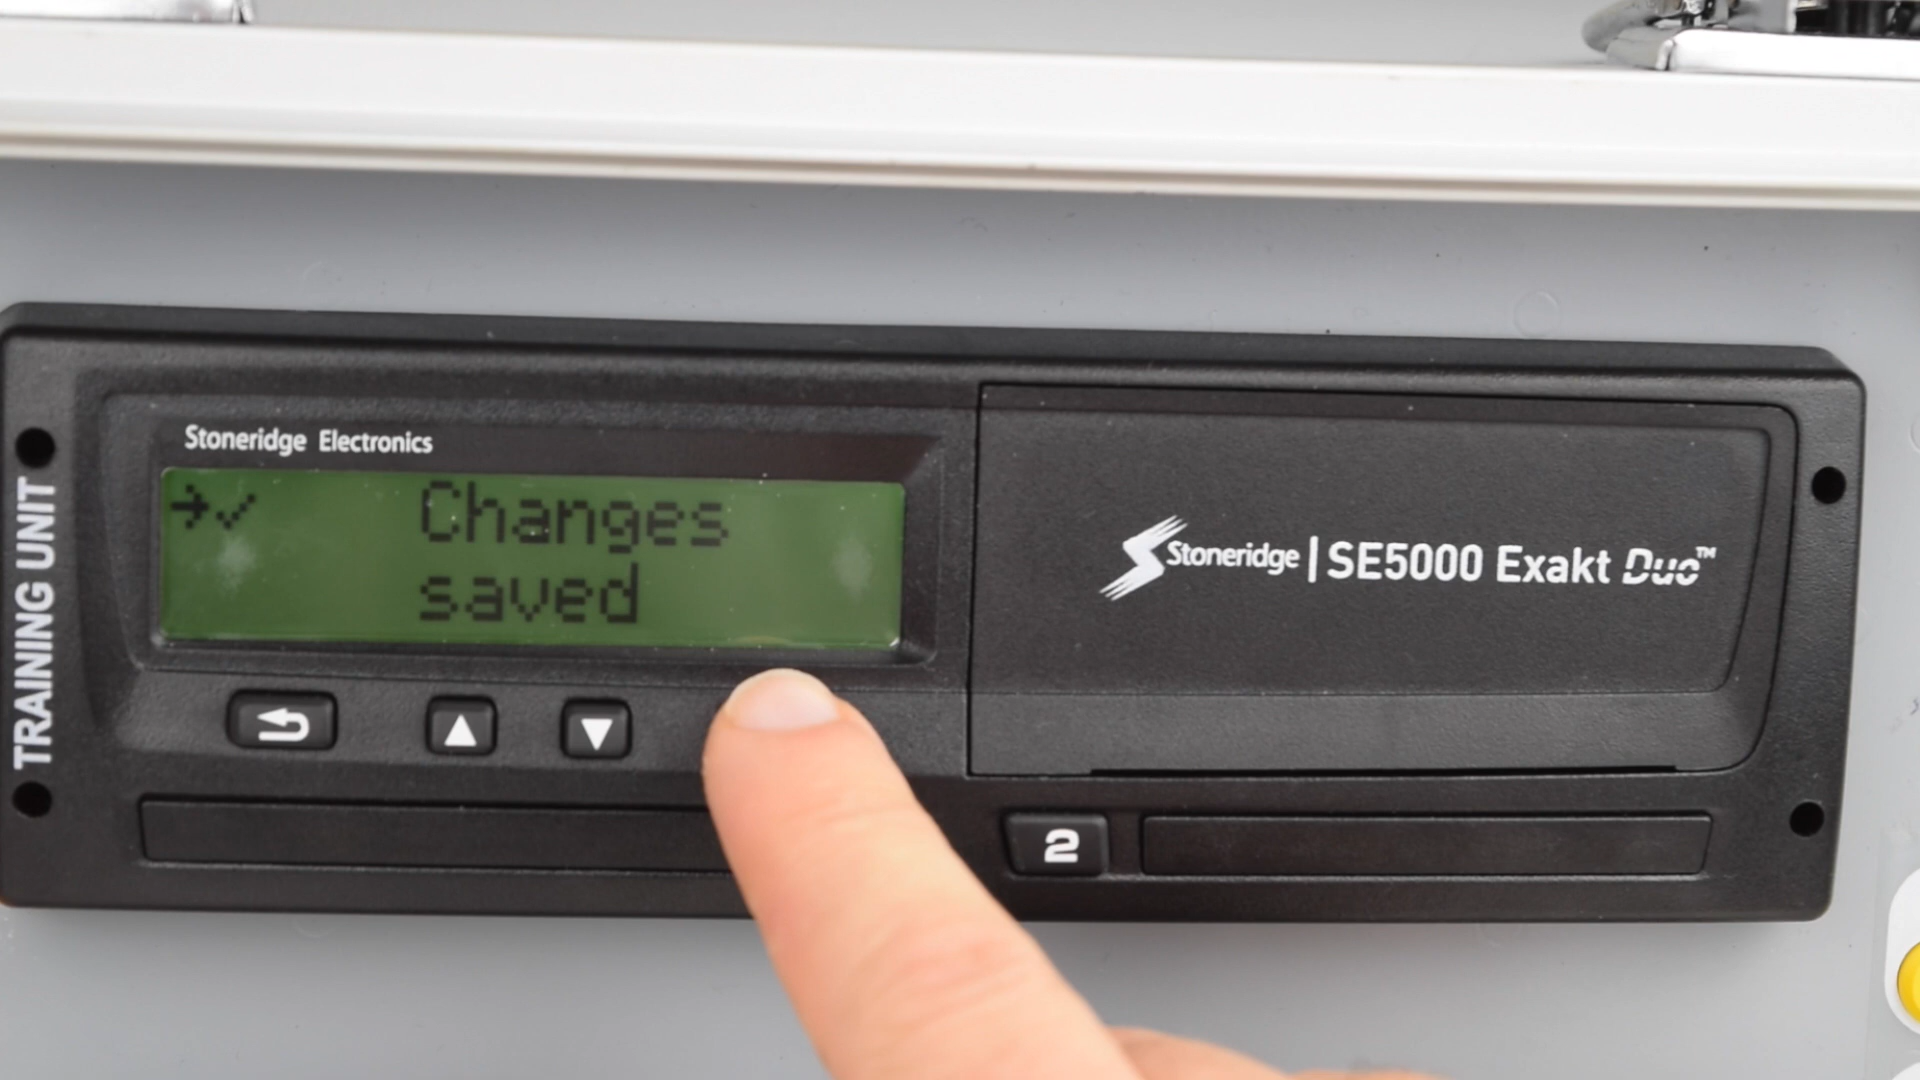 Stoneridge Electronics
Changes
saved
TRAINING UNIT
Stoneridge | SE5000 Exakt Duo™
2